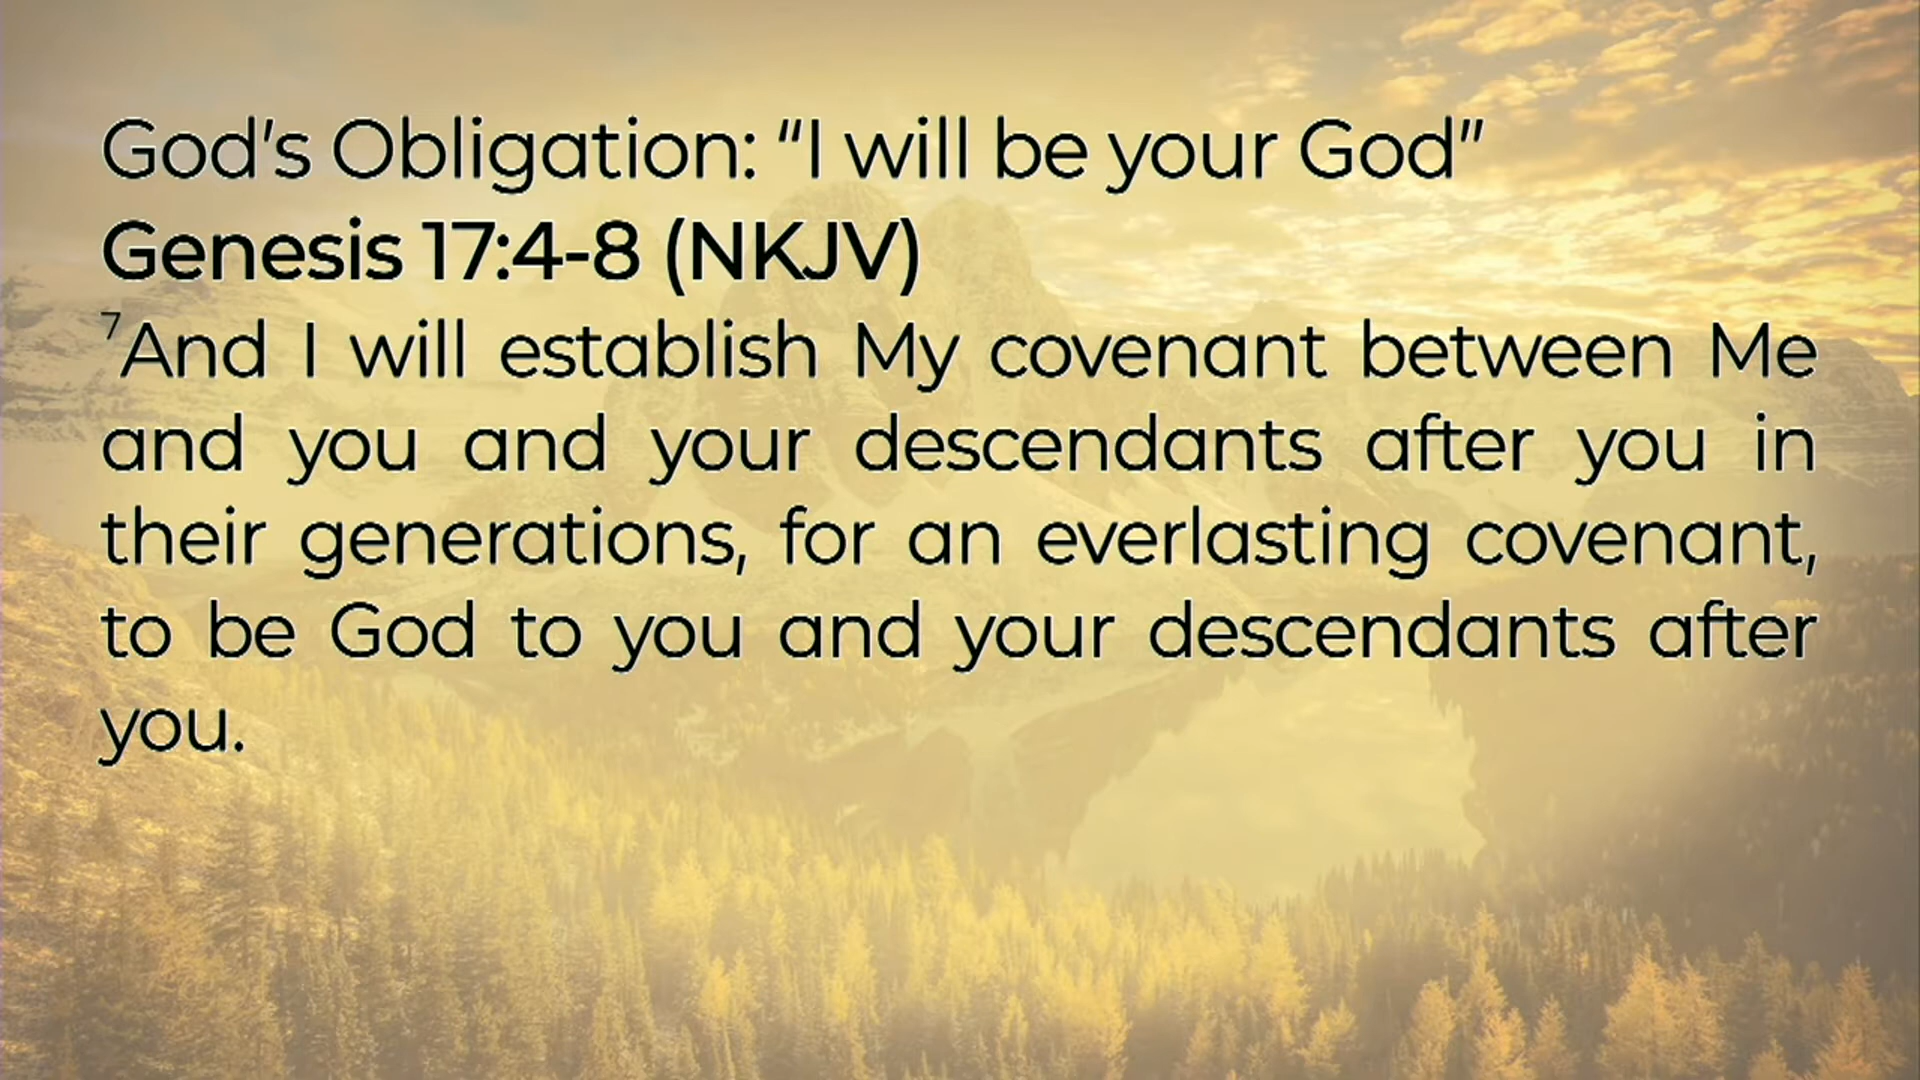 God’s Obligation: “I will be your God”
Genesis 17:4-8 (NKJV)
⁷And I will establish My covenant between Me
and you and your descendants after you in
their generations, for an everlasting covenant,
to be God to you and your descendants after
you.